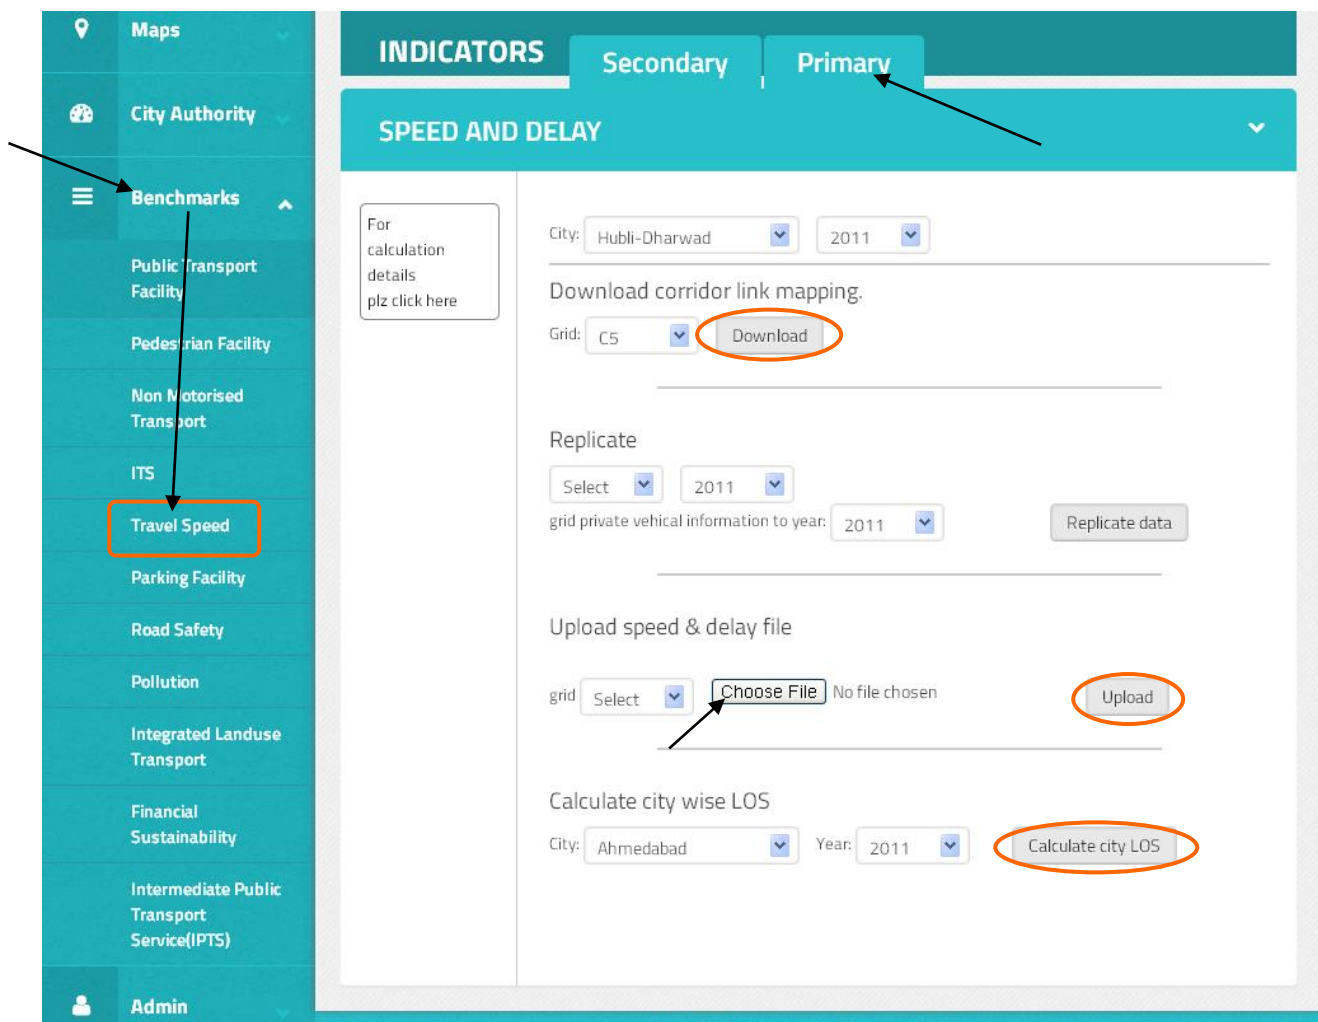 Maps
City Authority
Benchmarks
Public Transport
Facility
Pedestrian Facility
Non Motorised
Transport
ITS
Travel Speed
Parking Facility
Road Safety
Pollution
Integrated Landuse
Transport
Financial
Sustainability
Intermediate Public
Transport
Service(IPTS)
Admin
INDICATORS Secondary Primary
SPEED AND DELAY
For
calculation
details
plz click here
City: Hubli-Dharwad 2011
Download corridor link mapping.
Grid: C5 Download
Replicate
Select 2011
grid private vehical information to year: 2011 Replicate data
Upload speed & delay file
grid Select Choose File No file chosen Upload
Calculate city wise LOS
City: Ahmedabad Year: 2011 Calculate city LOS